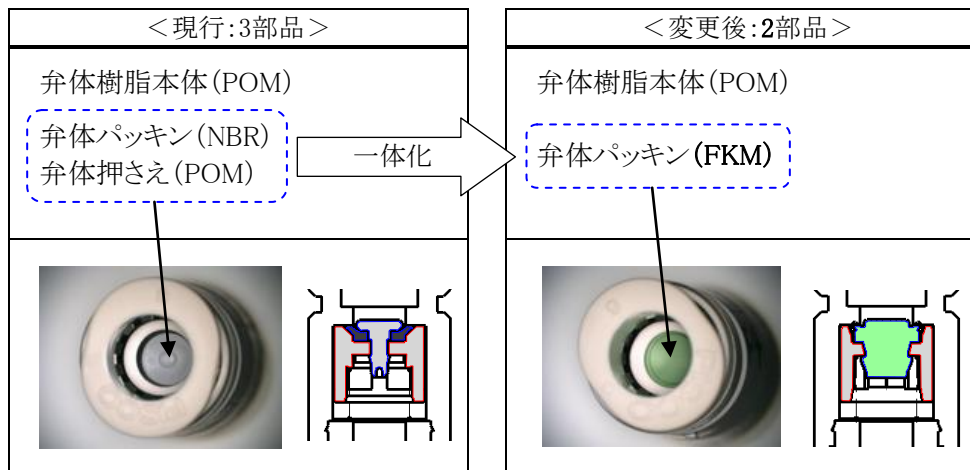 ＜現行：3部品＞
弁体樹脂本体（POM）
弁体パッキン（NBR）
弁体押さえ（POM）
一体化
＜変更後：2部品＞
弁体樹脂本体（POM）
弁体パッキン（FKM）